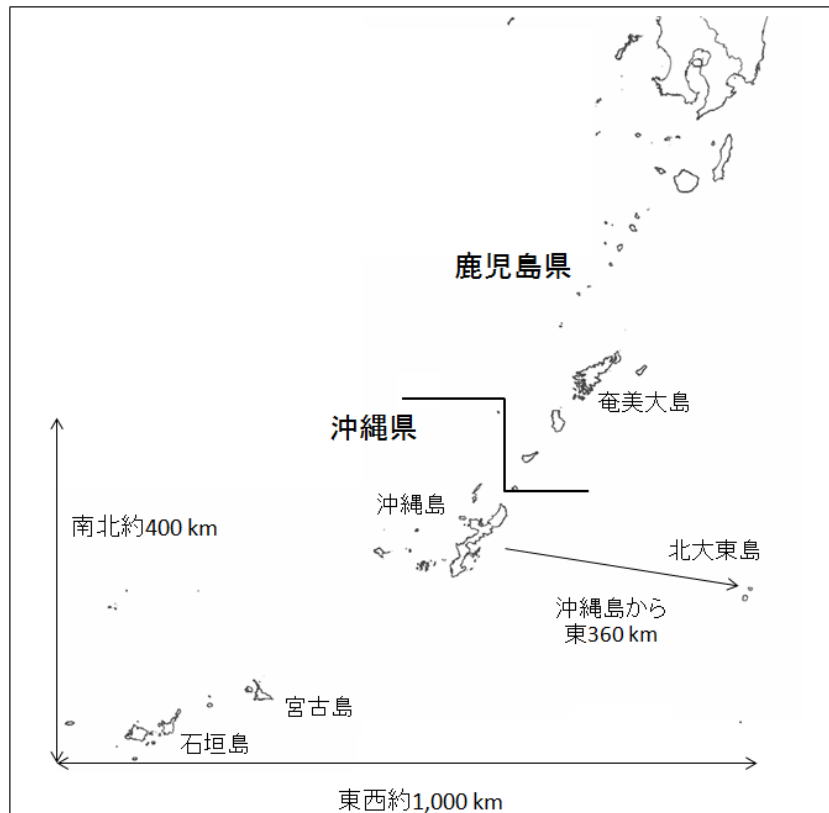 鹿児島県
奄美大島
沖縄県
沖縄島
南北約400 km
北大東島
沖縄島から
東360 km
宮古島
石垣島
東西約1,000 km